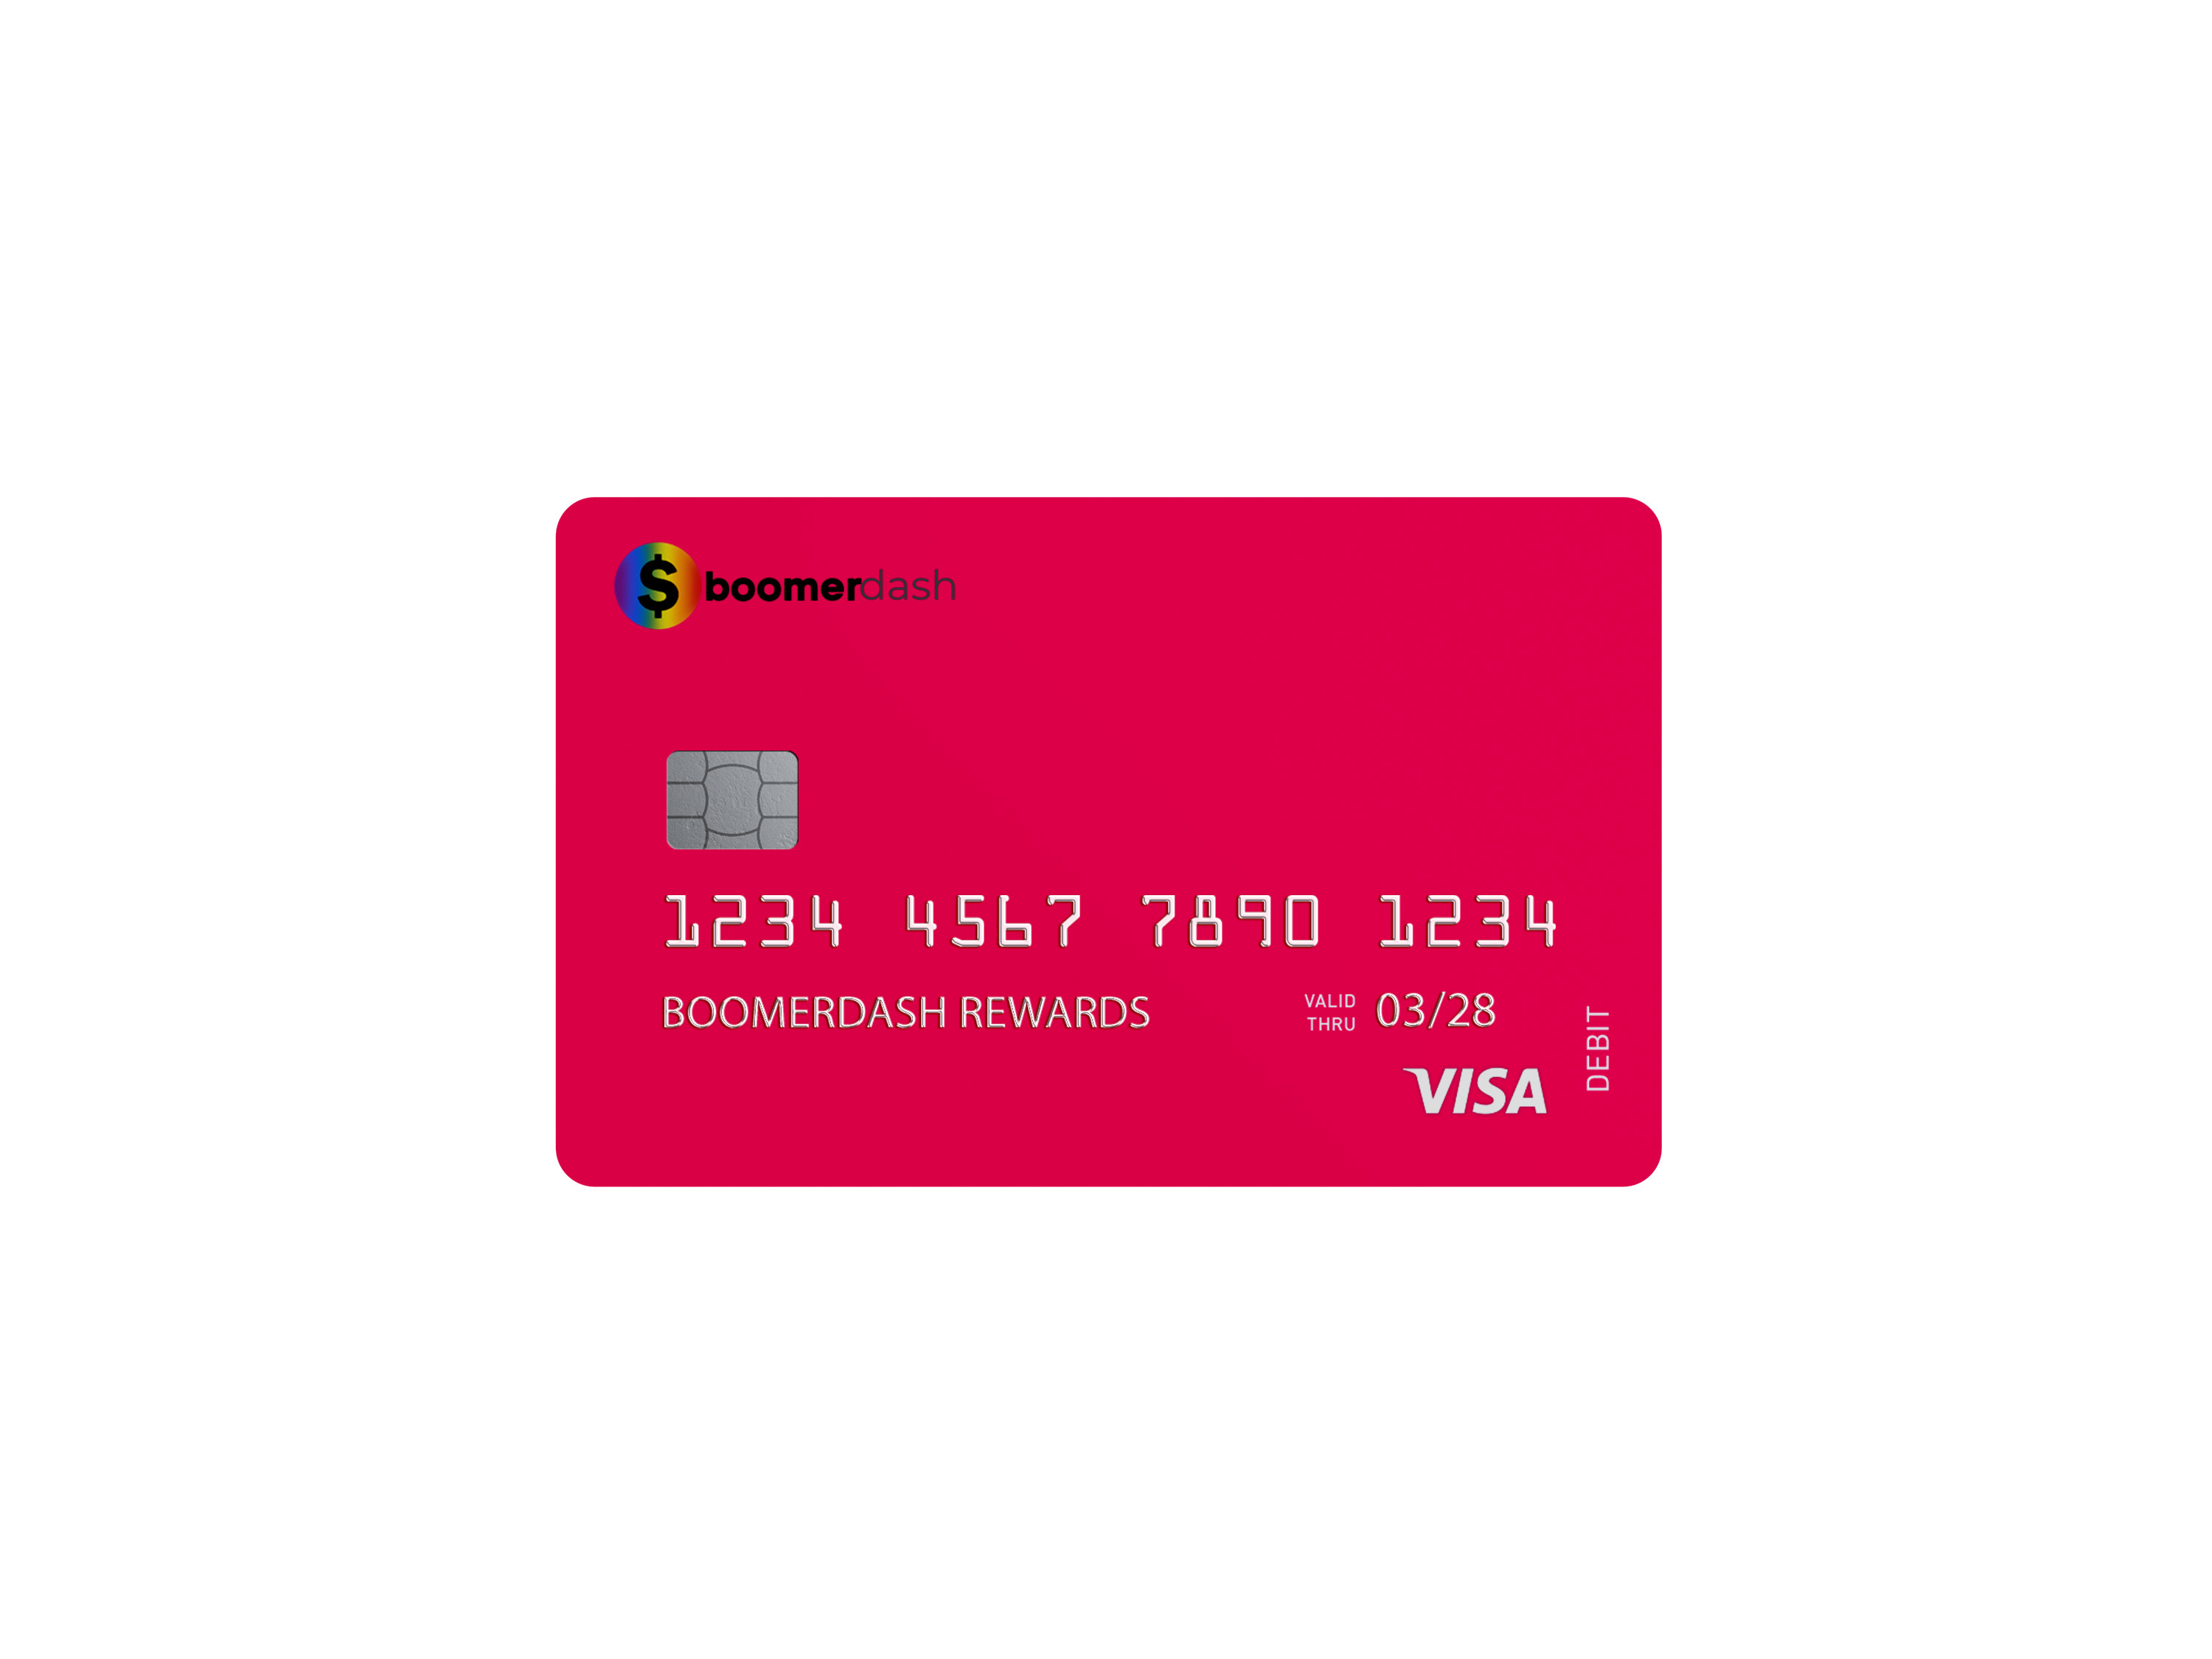 $ boomerdash
1234 4567 7890 1234
BOOMERDASH REWARDS
VALID THRU 03/28
VISA
DEBIT